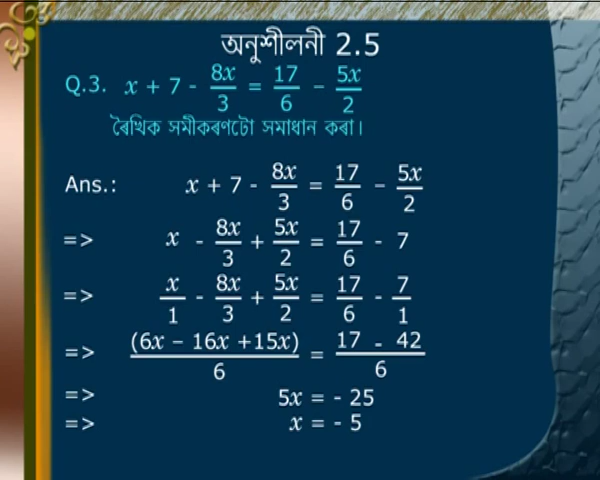 অনুশীলনী 2.5
Q.3. x + 7 - 8x/3 = 17/6 − 5x/2
ৰৈখিক সমীকৰণটো সমাধান কৰা।
Ans.: x + 7 - 8x/3 = 17/6 − 5x/2
=> x - 8x/3 + 5x/2 = 17/6 - 7
=> x/1 - 8x/3 + 5x/2 = 17/6 - 7/1
=> (6x − 16x +15x)/6 = 17 - 42/6
=> 5x = - 25
=> x = - 5